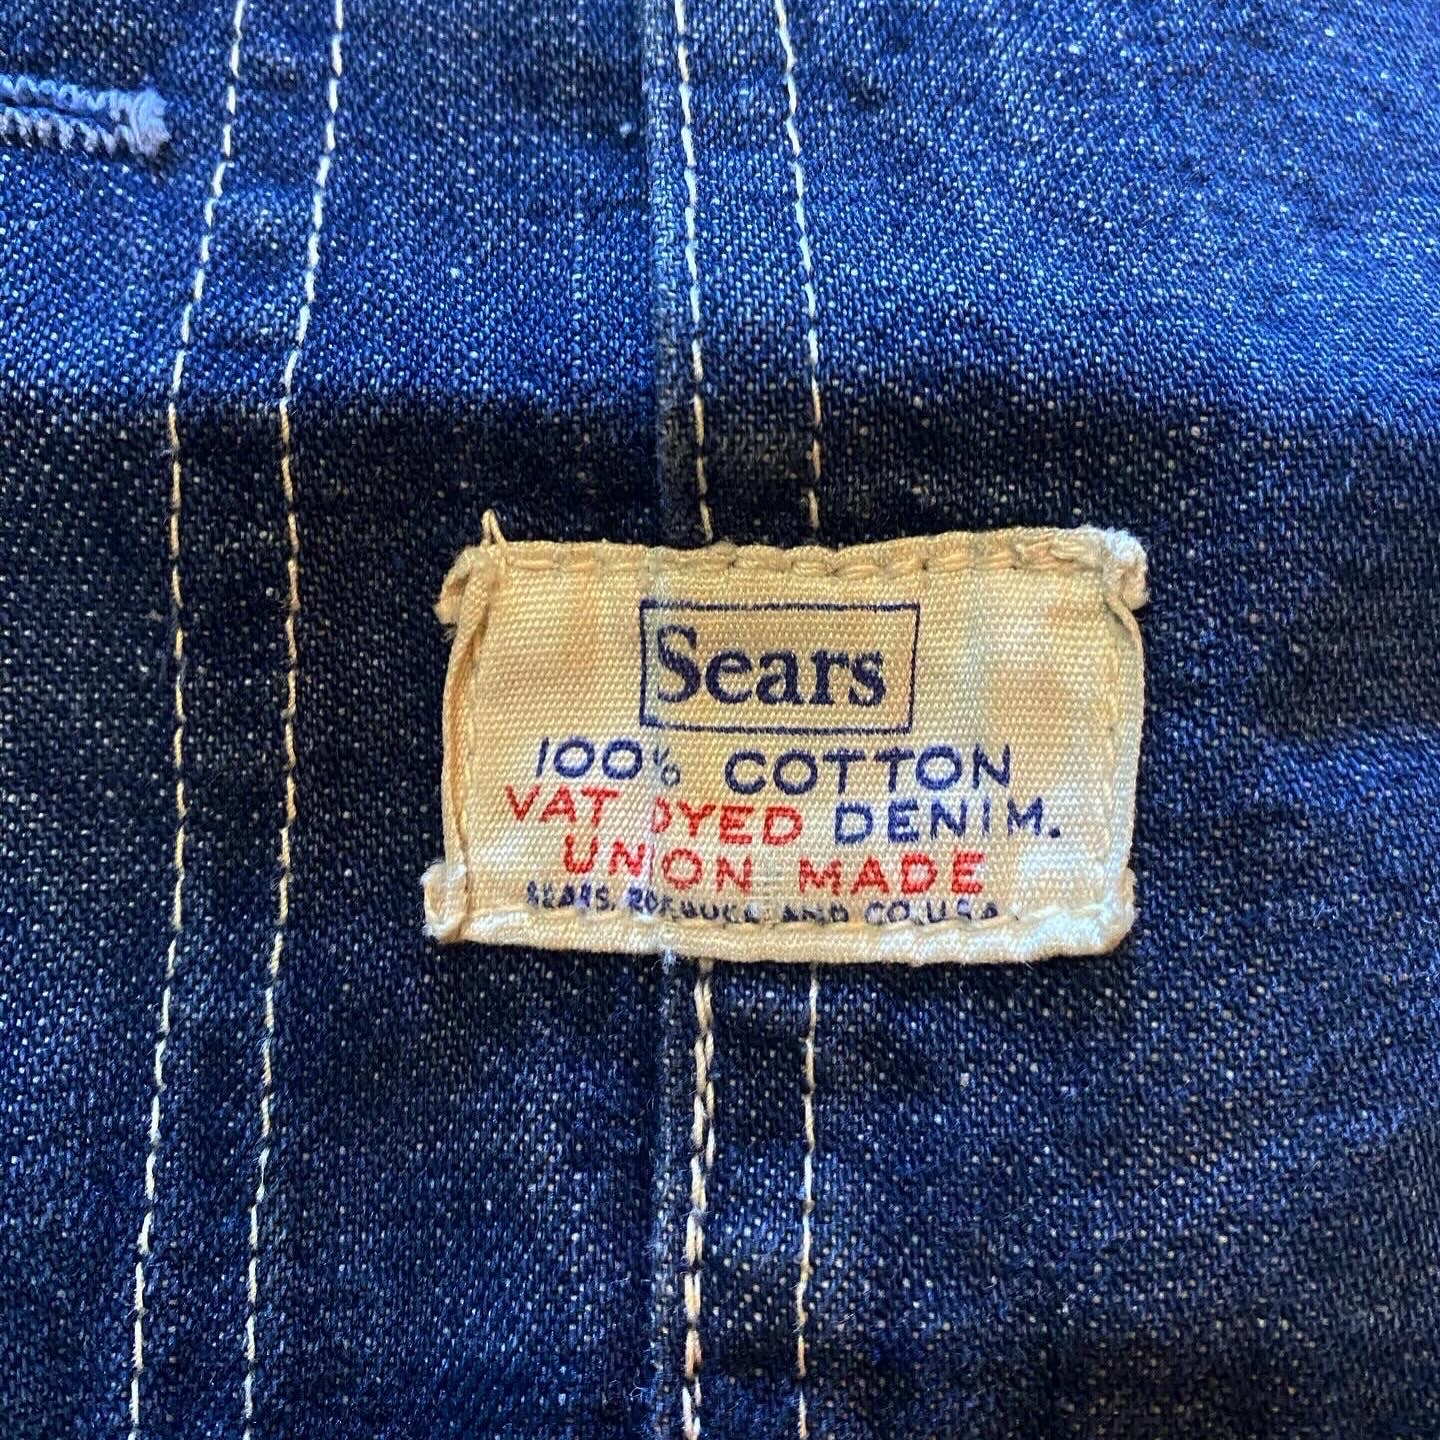 Sears
100% COTTON
VAT DYED DENIM.
UNION MADE
SEARS, ROEBUCK AND CO. U.S.A.